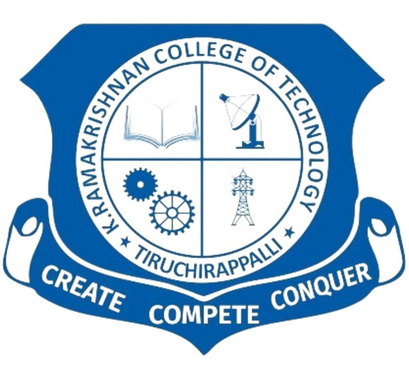 K.RAMAKRISHNAN COLLEGE OF TECHNOLOGY
★ TIRUCHIRAPPALLI ★
CREATE COMPETE CONQUER